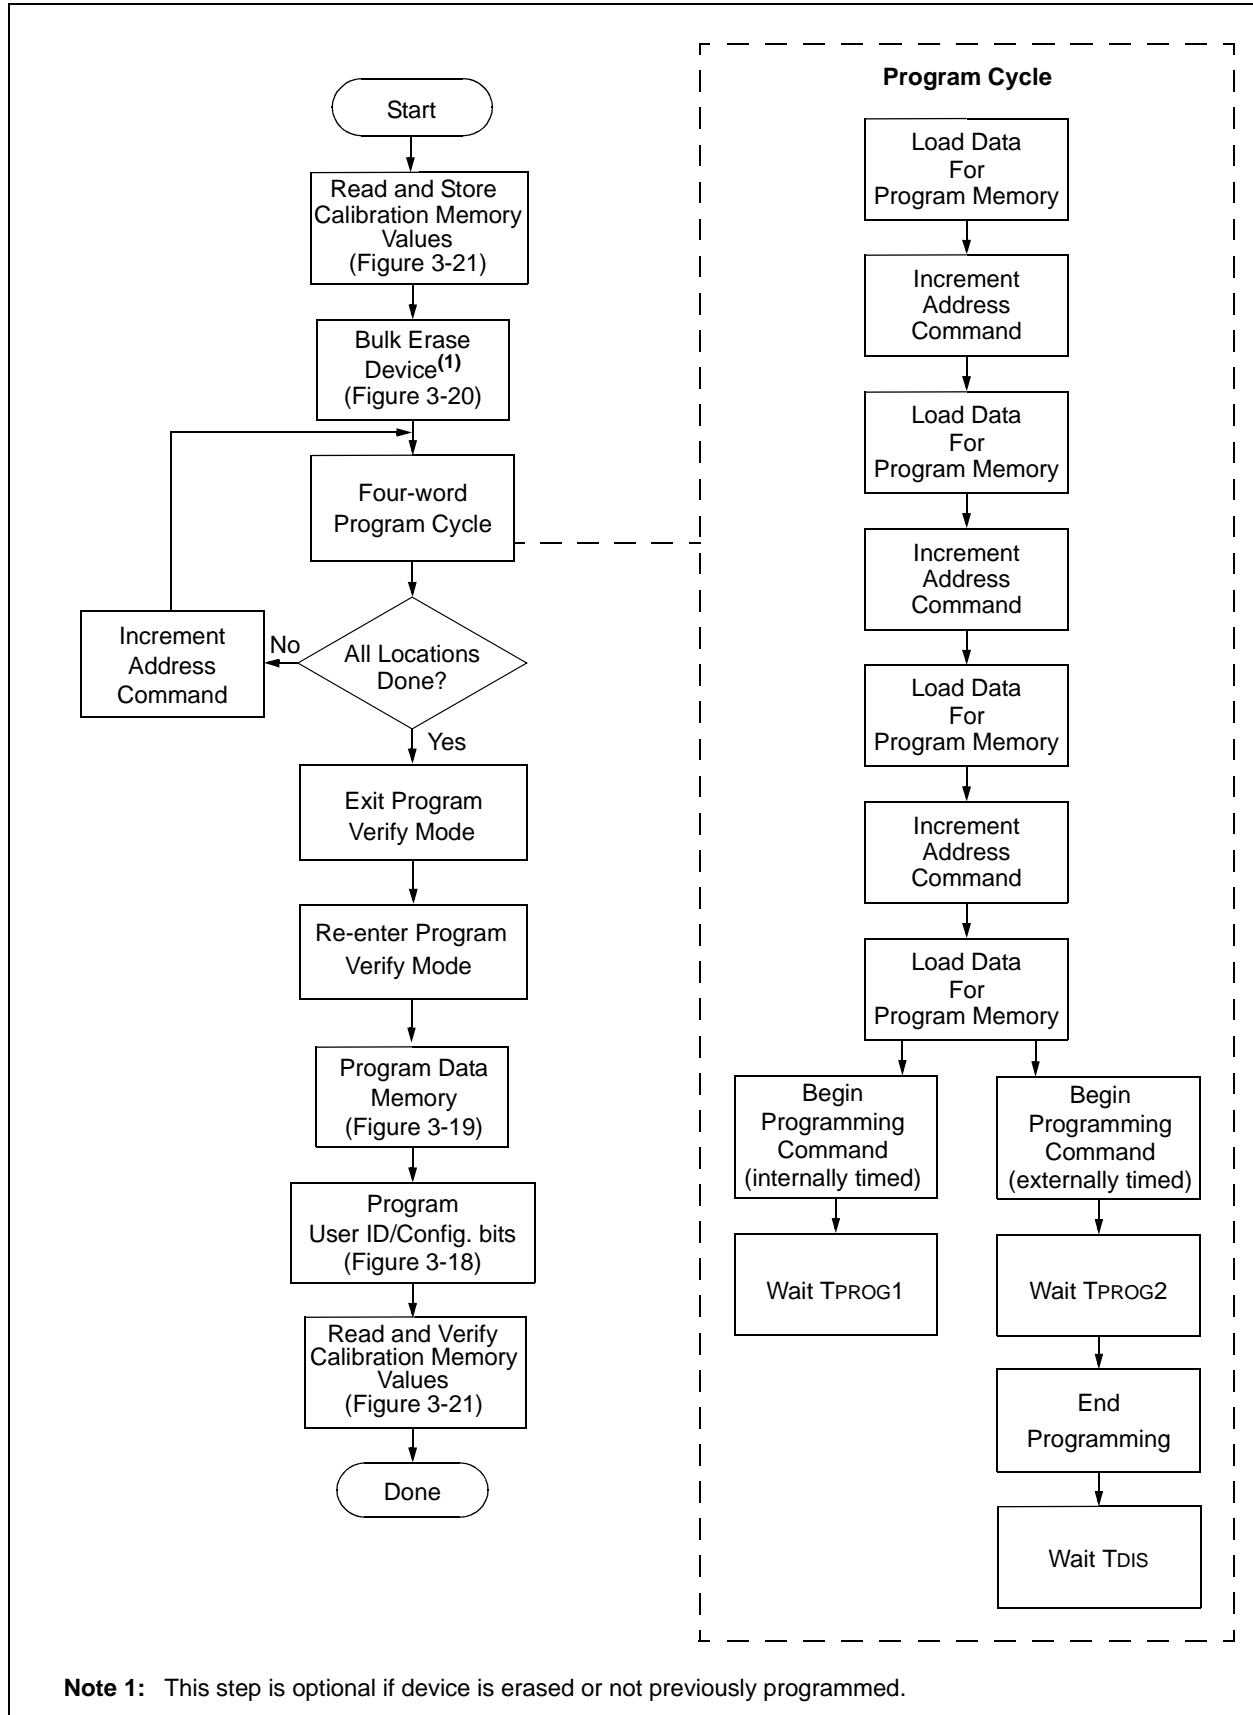 Start
Read and Store
Calibration Memory
Values
(Figure 3-21)
Bulk Erase
Device(1)
(Figure 3-20)
Four-word
Program Cycle
All Locations
Done?
No
Increment
Address
Command
Yes
Exit Program
Verify Mode
Re-enter Program
Verify Mode
Program Data
Memory
(Figure 3-19)
Program
User ID/Config. bits
(Figure 3-18)
Read and Verify
Calibration Memory
Values
(Figure 3-21)
Done
Program Cycle
Load Data
For
Program Memory
Increment
Address
Command
Load Data
For
Program Memory
Increment
Address
Command
Load Data
For
Program Memory
Increment
Address
Command
Load Data
For
Program Memory
Begin
Programming
Command
(internally timed)
Wait TPROG1
Begin
Programming
Command
(externally timed)
Wait TPROG2
End
Programming
Wait TDIS
Note 1: This step is optional if device is erased or not previously programmed.